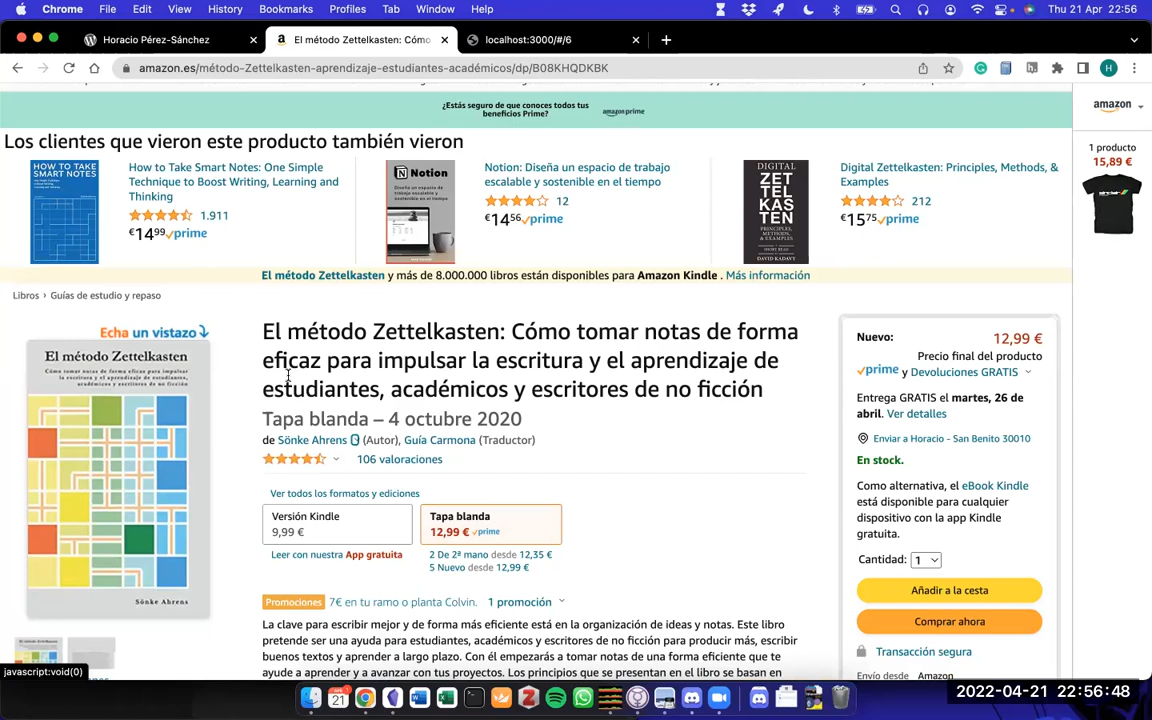 Chrome File Edit View History Bookmarks Profiles Tab Window Help Thu 21 Apr 22:56
Horacio Pérez-Sánchez El método Zettelkasten: Cómo localhost:3000/#/6
amazon.es/método-Zettelkasten-aprendizaje-estudiantes-académicos/dp/B08KHQDKBK
¿Estás seguro de que conoces todos tus
beneficios Prime?
amazon prime
Los clientes que vieron este producto también vieron
HOW TO TAKE
SMART NOTES
How to Take Smart Notes: One Simple
Technique to Boost Writing, Learning and
Thinking
1.911
€14⁹⁹ prime
Notion
Notion: Diseña un espacio de trabajo
escalable y sostenible en el tiempo
12
€14⁵⁶ prime
DIGITAL
ZET
TEL
KAS
TEN
PRINCIPLES,
METHODS,
& EXAMPLES
DAVID KADAVY
Digital Zettelkasten: Principles, Methods, &
Examples
212
€15⁷⁵ prime
El método Zettelkasten y más de 8.000.000 libros están disponibles para Amazon Kindle . Más información
Libros › Guías de estudio y repaso
Echa un vistazo
El método Zettelkasten
Cómo tomar notas de forma eficaz para impulsar
la escritura y el aprendizaje de estudiantes,
académicos y escritores de no ficción
Sönke Ahrens
El método Zettelkasten: Cómo tomar notas de forma
eficaz para impulsar la escritura y el aprendizaje de
estudiantes, académicos y escritores de no ficción
Tapa blanda – 4 octubre 2020
de Sönke Ahrens (Autor), Guía Carmona (Traductor)
106 valoraciones
Ver todos los formatos y ediciones
Versión Kindle
9,99 €
Leer con nuestra App gratuita
Tapa blanda
12,99 € prime
2 De 2ª mano desde 12,35 €
5 Nuevo desde 12,99 €
Promociones 7€ en tu ramo o planta Colvin. 1 promoción
La clave para escribir mejor y de forma más eficiente está en la organización de ideas y notas. Este libro
pretende ser una ayuda para estudiantes, académicos y escritores de no ficción para producir más, escribir
buenos textos y aprender a largo plazo. Con él empezarás a tomar notas de una forma eficiente que te
ayude a aprender y a avanzar con tus proyectos. Los principios que se presentan en el libro se basan en
Nuevo: 12,99 €
Precio final del producto
prime y Devoluciones GRATIS
Entrega GRATIS el martes, 26 de
abril. Ver detalles
Enviar a Horacio - San Benito 30010
En stock.
Como alternativa, el eBook Kindle
está disponible para cualquier
dispositivo con la app Kindle
gratuita.
Cantidad: 1
Añadir a la cesta
Comprar ahora
Transacción segura
Envío desde Amazon
amazon
1 producto
15,89 €
javascript:void(0)
2022-04-21 22:56:48